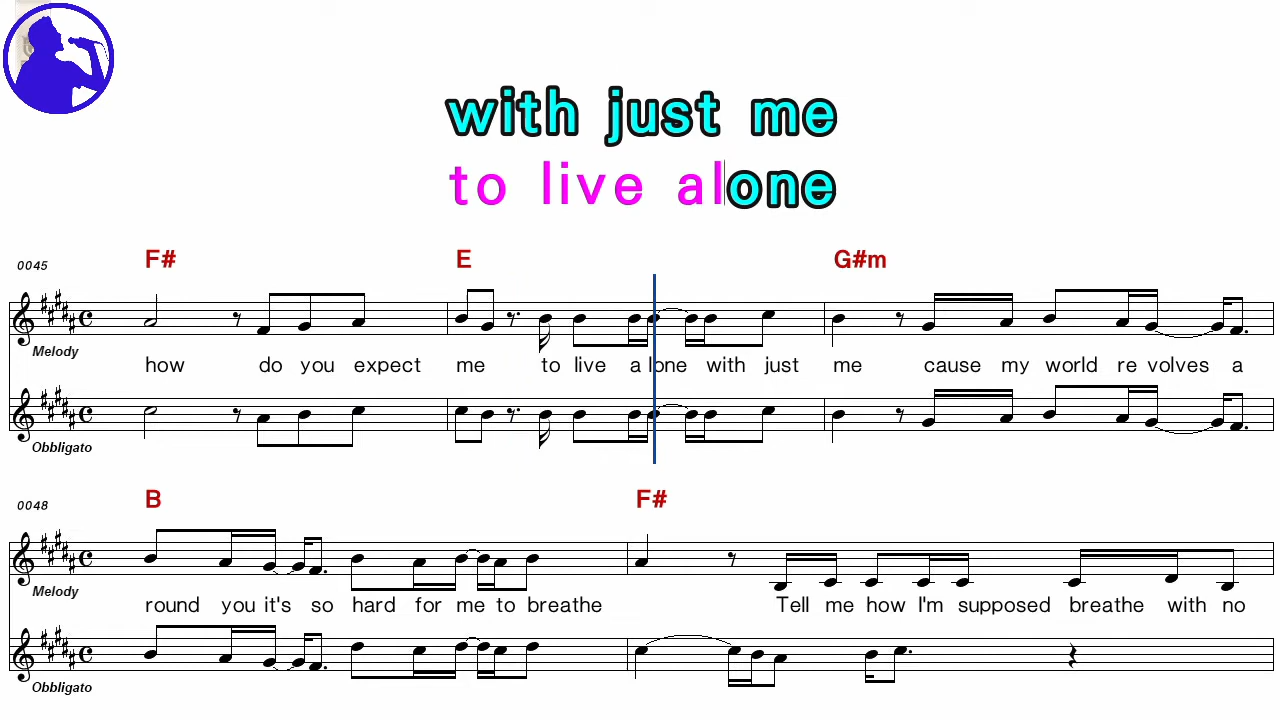 with just me
to live alone
F# E G#m
0045
Melody
how do you expect me to live a lone with just me cause my world re volves a
Obbligato
B F#
0048
Melody
round you it's so hard for me to breathe Tell me how I'm supposed breathe with no
Obbligato